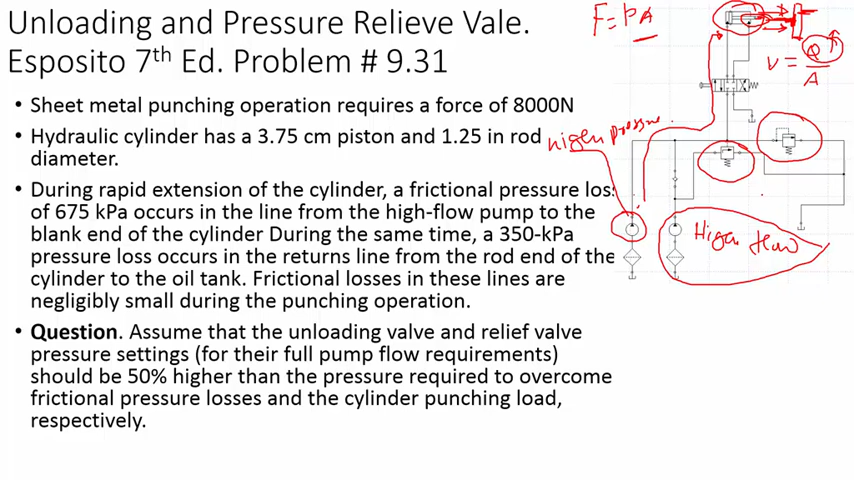 Unloading and Pressure Relieve Vale.
Esposito 7th Ed. Problem # 9.31
• Sheet metal punching operation requires a force of 8000N
• Hydraulic cylinder has a 3.75 cm piston and 1.25 in rod
diameter.
• During rapid extension of the cylinder, a frictional pressure loss
of 675 kPa occurs in the line from the high-flow pump to the
blank end of the cylinder During the same time, a 350-kPa
pressure loss occurs in the returns line from the rod end of the
cylinder to the oil tank. Frictional losses in these lines are
negligibly small during the punching operation.
• Question. Assume that the unloading valve and relief valve
pressure settings (for their full pump flow requirements)
should be 50% higher than the pressure required to overcome
frictional pressure losses and the cylinder punching load,
respectively.
F=PA
V = Q
A
higen pressure.
Higen flow